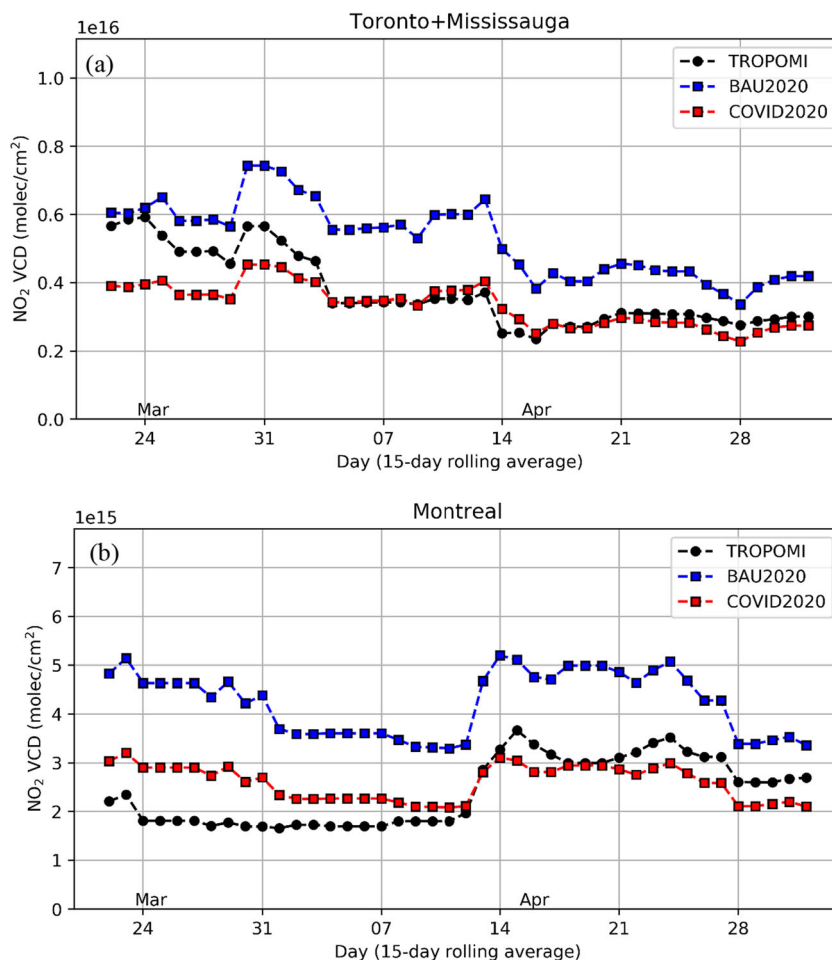 Toronto+Mississauga
1e16
(a)
TROPOMI
BAU2020
COVID2020
1.0
0.8
0.6
0.4
0.2
0.0
NO₂ VCD (molec/cm²)
Mar
Apr
24 31 07 14 21 28
Day (15-day rolling average)
Montreal
1e15
(b)
TROPOMI
BAU2020
COVID2020
7
6
5
4
3
2
1
0
NO₂ VCD (molec/cm²)
Mar
Apr
24 31 07 14 21 28
Day (15-day rolling average)